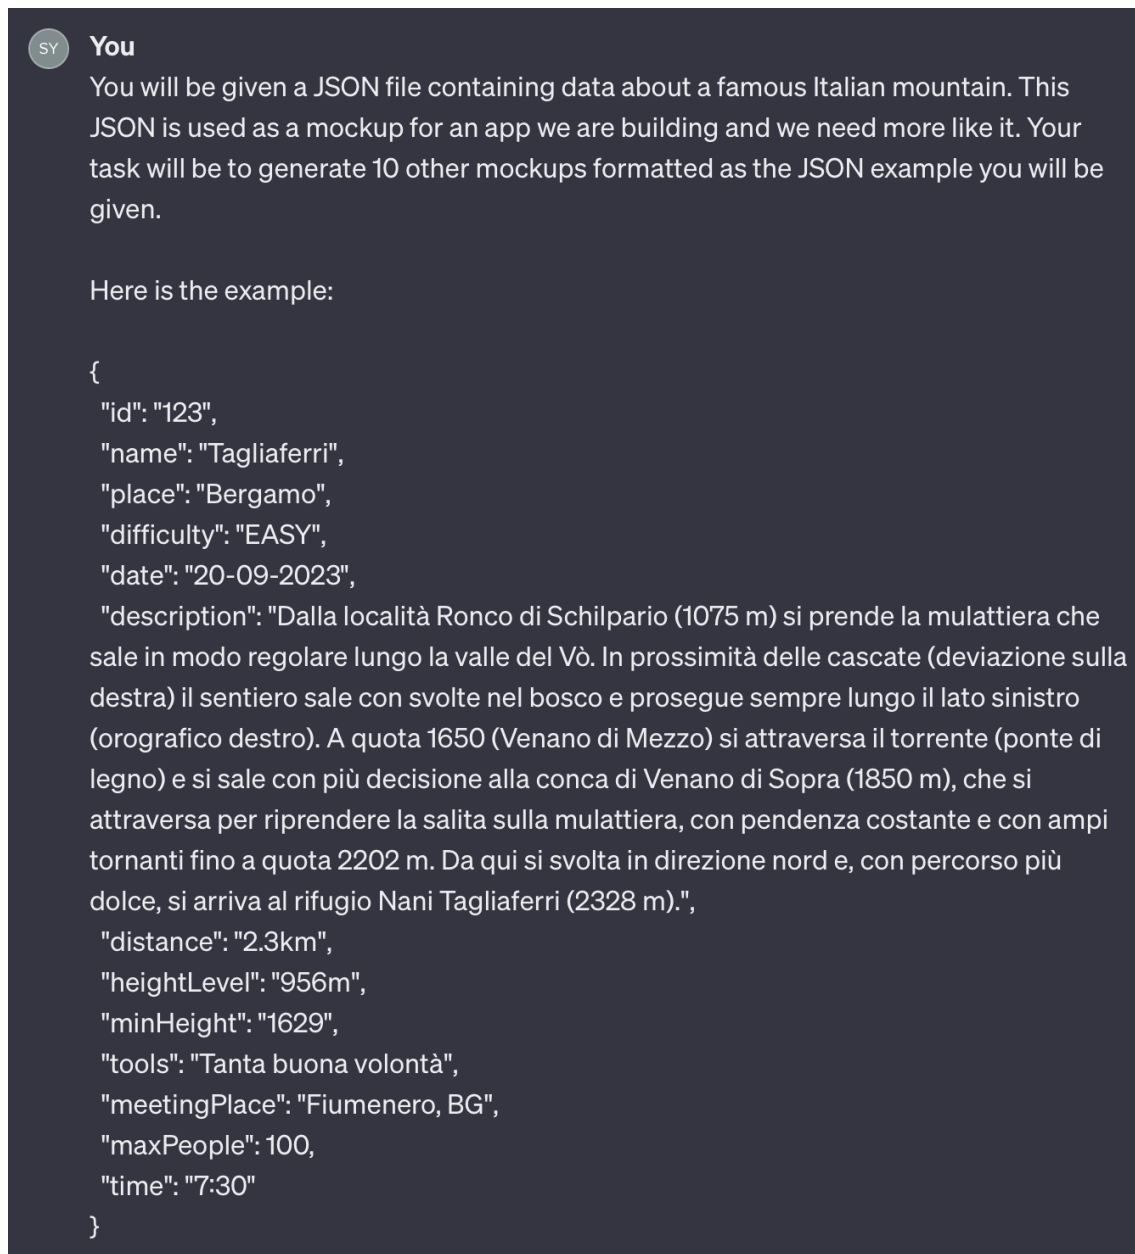 SY
You
You will be given a JSON file containing data about a famous Italian mountain. This
JSON is used as a mockup for an app we are building and we need more like it. Your
task will be to generate 10 other mockups formatted as the JSON example you will be
given.
Here is the example:
{
"id": "123",
"name": "Tagliaferri",
"place": "Bergamo",
"difficulty": "EASY",
"date": "20-09-2023",
"description": "Dalla località Ronco di Schilpario (1075 m) si prende la mulattiera che
sale in modo regolare lungo la valle del Vò. In prossimità delle cascate (deviazione sulla
destra) il sentiero sale con svolte nel bosco e prosegue sempre lungo il lato sinistro
(orografico destro). A quota 1650 (Venano di Mezzo) si attraversa il torrente (ponte di
legno) e si sale con più decisione alla conca di Venano di Sopra (1850 m), che si
attraversa per riprendere la salita sulla mulattiera, con pendenza costante e con ampi
tornanti fino a quota 2202 m. Da qui si svolta in direzione nord e, con percorso più
dolce, si arriva al rifugio Nani Tagliaferri (2328 m).",
"distance": "2.3km",
"heightLevel": "956m",
"minHeight": "1629",
"tools": "Tanta buona volontà",
"meetingPlace": "Fiumenero, BG",
"maxPeople": 100,
"time": "7:30"
}